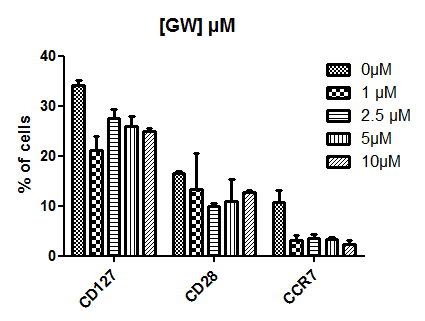 [GW] µM
40
30
20
10
0
% of cells
CD127
CD28
CCR7
0µM
1 µM
2.5 µM
5µM
10µM